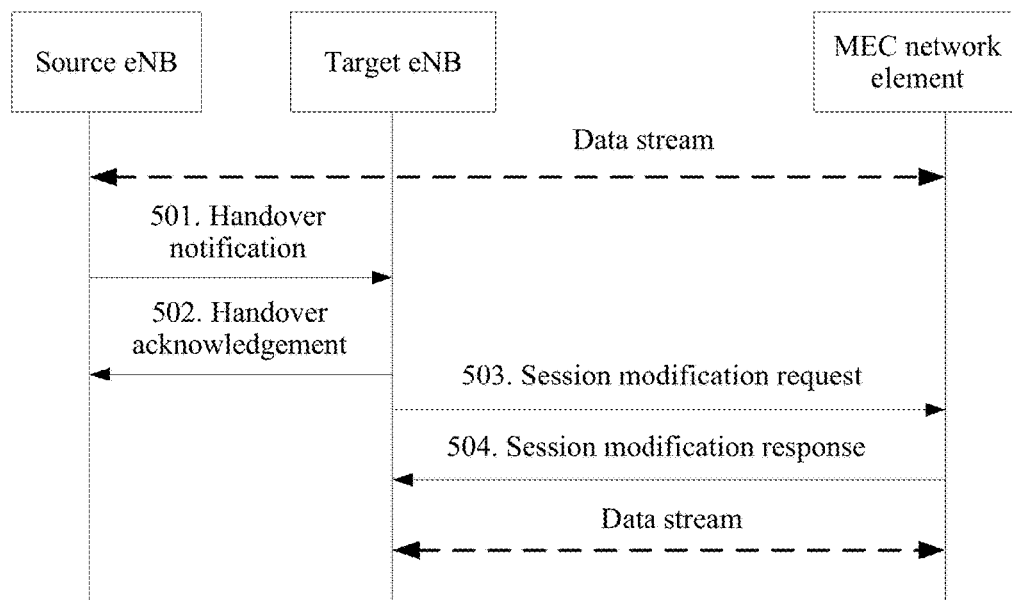 Source eNB
Target eNB
MEC network
element
Data stream
501. Handover
notification
502. Handover
acknowledgement
503. Session modification request
504. Session modification response
Data stream